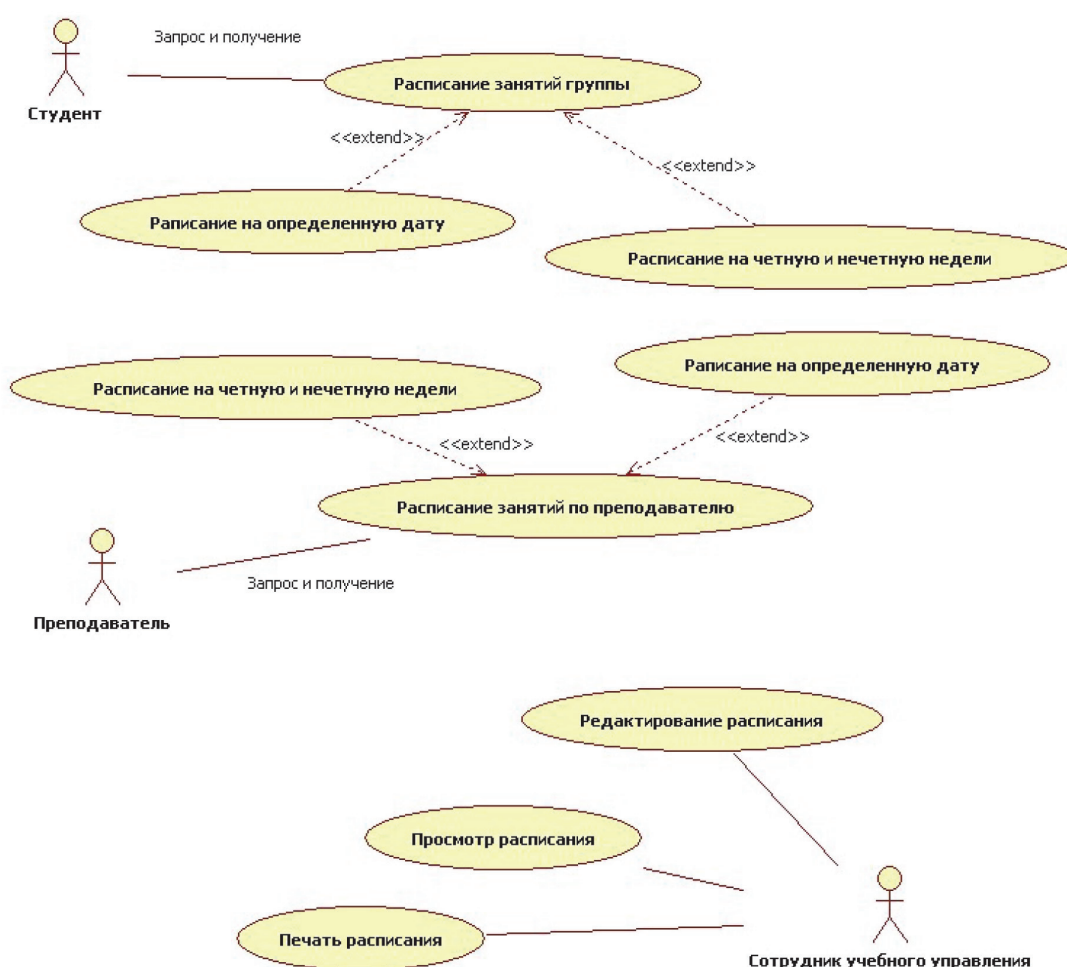 Запрос и получение
Студент
Расписание занятий группы
<<extend>>
<<extend>>
Раписание на определенную дату
Расписание на четную и нечетную недели
Расписание на четную и нечетную недели
Раписание на определенную дату
<<extend>>
<<extend>>
Расписание занятий по преподавателю
Преподаватель
Запрос и получение
Редактирование расписания
Просмотр расписания
Печать расписания
Сотрудник учебного управления